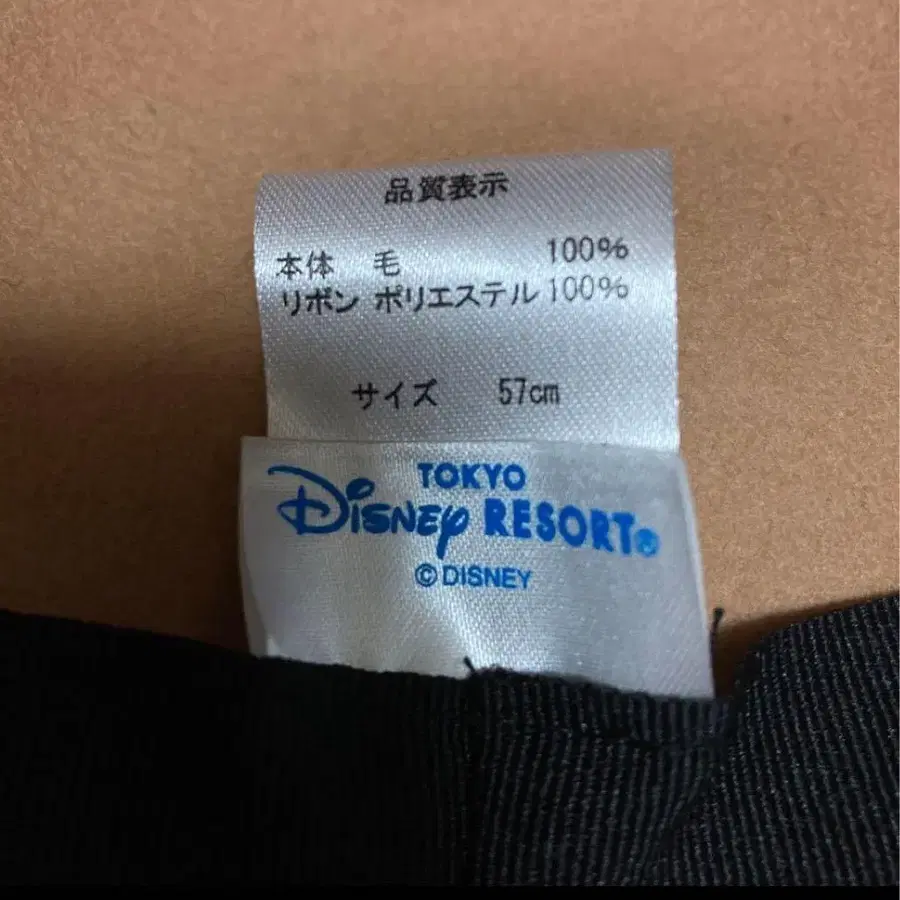 品質表示
本体 毛 100%
リボン ポリエステル 100%
サイズ 57cm
TOKYO
Disney RESORT®
© DISNEY